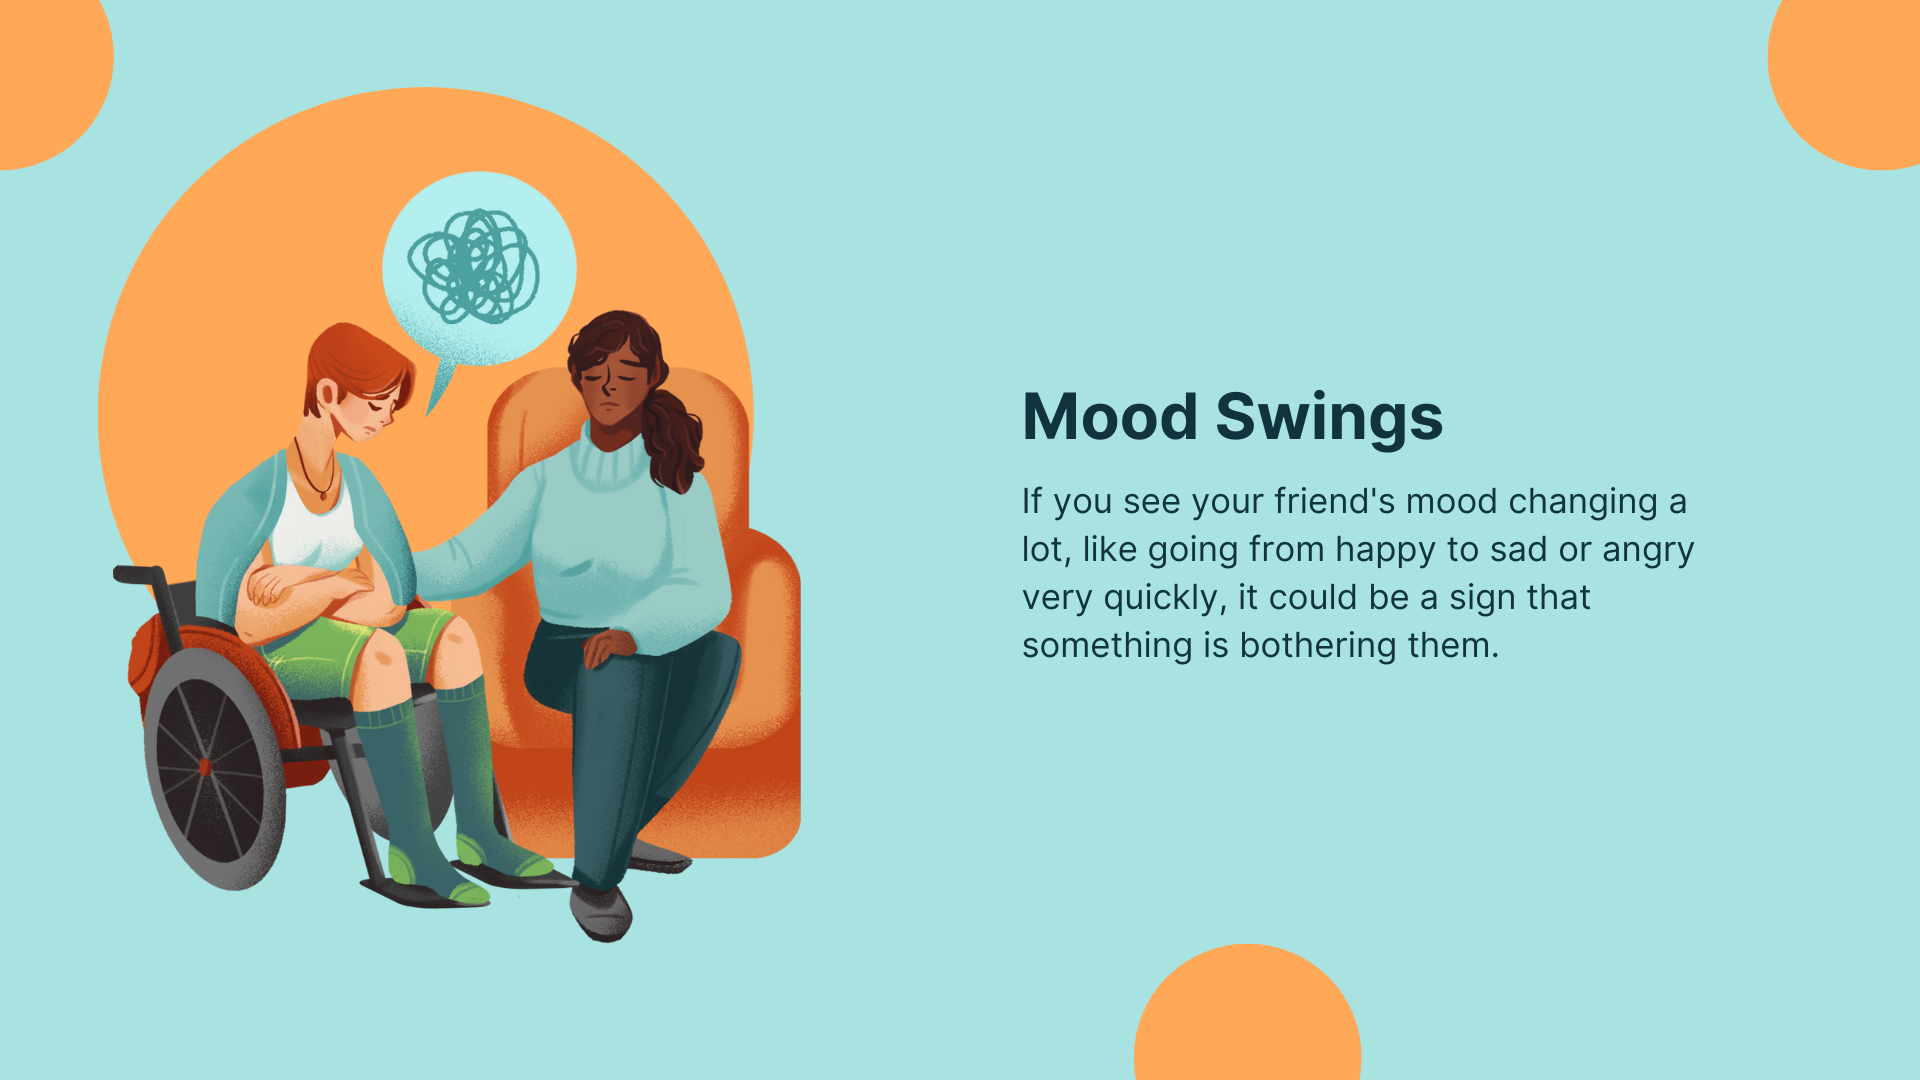 Mood Swings
If you see your friend's mood changing a
lot, like going from happy to sad or angry
very quickly, it could be a sign that
something is bothering them.